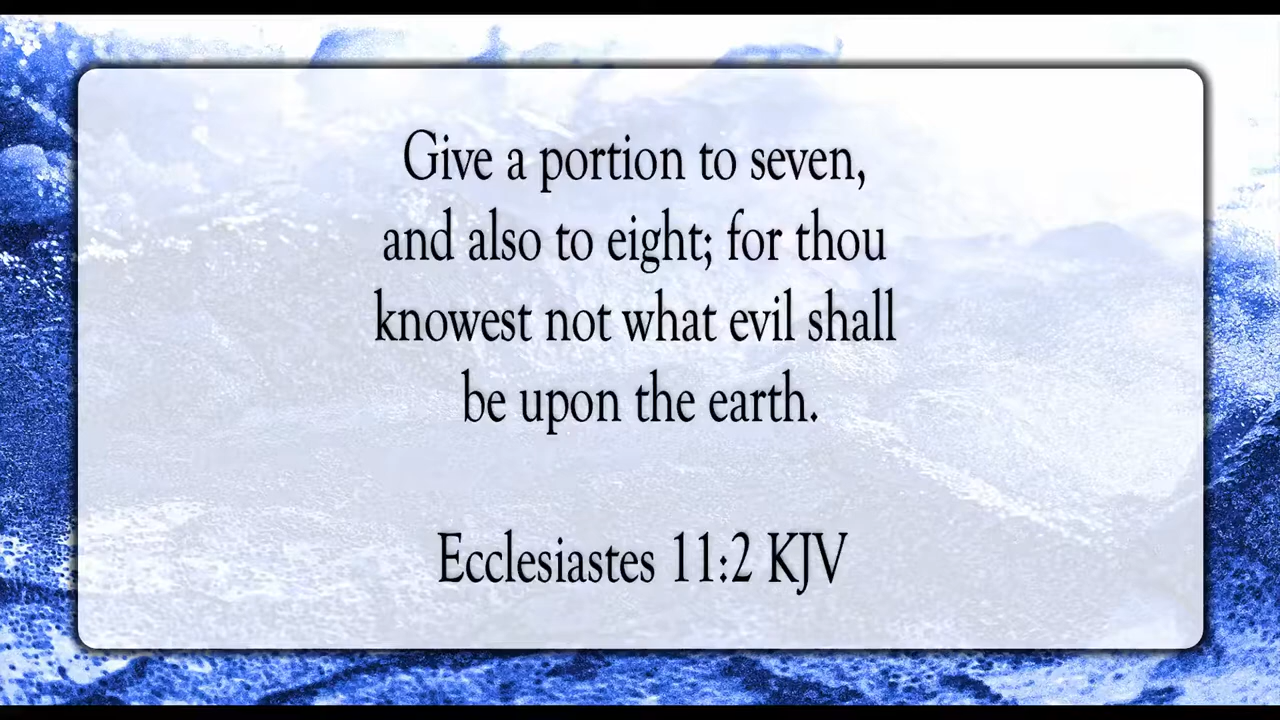 Give a portion to seven,
and also to eight; for thou
knowest not what evil shall
be upon the earth.
Ecclesiastes 11:2 KJV